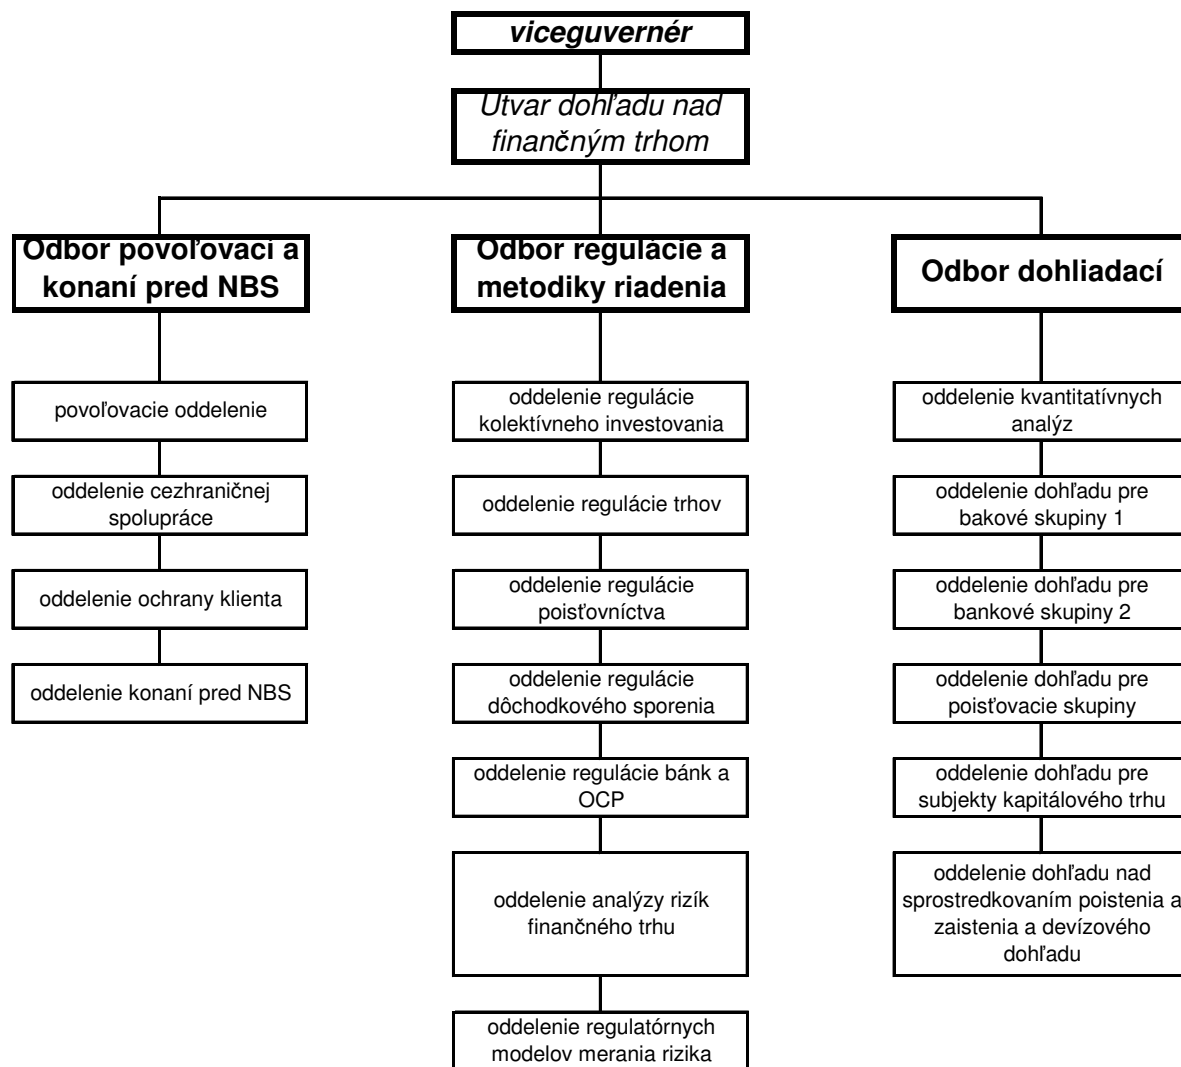 viceguvernér
Utvar dohľadu nad
finančným trhom
Odbor povoľovací a
konaní pred NBS
povoľovacie oddelenie
oddelenie cezhraničnej
spolupráce
oddelenie ochrany klienta
oddelenie konaní pred NBS
Odbor regulácie a
metodiky riadenia
oddelenie regulácie
kolektívneho investovania
oddelenie regulácie trhov
oddelenie regulácie
poisťovníctva
oddelenie regulácie
dôchodkového sporenia
oddelenie regulácie bánk a
OCP
oddelenie analýzy rizík
finančného trhu
oddelenie regulatórnych
modelov merania rizika
Odbor dohliadací
oddelenie kvantitatívnych
analýz
oddelenie dohľadu pre
bakové skupiny 1
oddelenie dohľadu pre
bankové skupiny 2
oddelenie dohľadu pre
poisťovacie skupiny
oddelenie dohľadu pre
subjekty kapitálového trhu
oddelenie dohľadu nad
sprostredkovaním poistenia a
zaistenia a devízového
dohľadu